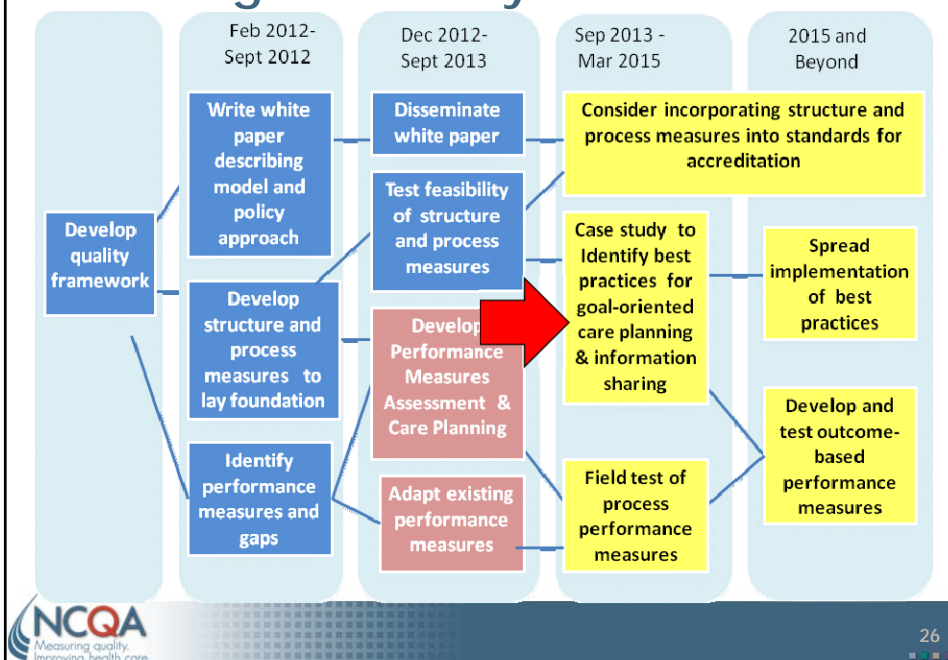 Feb 2012-
Sept 2012
Dec 2012-
Sept 2013
Sep 2013 -
Mar 2015
2015 and
Beyond
Develop
quality
framework
Write white
paper
describing
model and
policy
approach
Develop
structure and
process
measures to
lay foundation
Identify
performance
measures and
gaps
Disseminate
white paper
Test feasibility
of structure
and process
measures
Develop
Performance
Measures
Assessment &
Care Planning
Adapt existing
performance
measures
Consider incorporating structure and
process measures into standards for
accreditation
Case study to
Identify best
practices for
goal-oriented
care planning
& information
sharing
Field test of
process
performance
measures
Spread
implementation
of best
practices
Develop and
test outcome-
based
performance
measures
NCQA
Measuring quality.
Improving health care
26